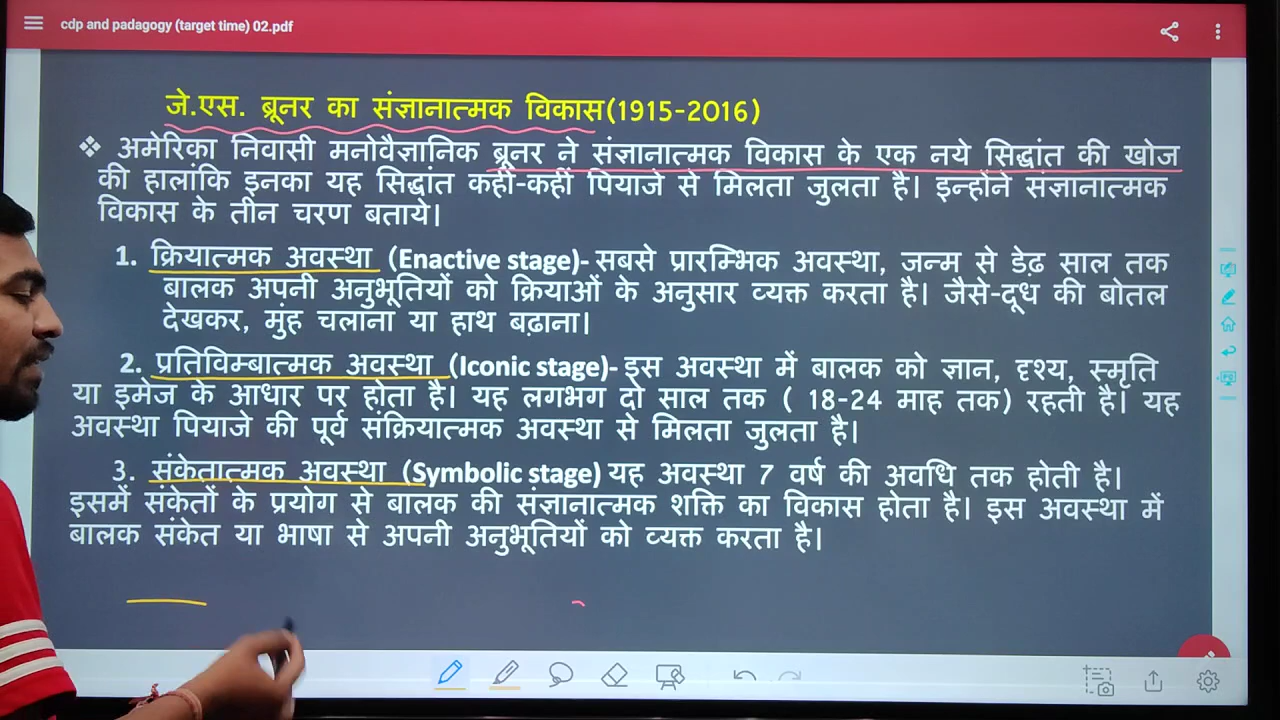 cdp and padagogy (target time) 02.pdf
जे.एस. ब्रूनर का संज्ञानात्मक विकास(1915-2016)
❖ अमेरिका निवासी मनोवैज्ञानिक ब्रूनर ने संज्ञानात्मक विकास के एक नये सिद्धांत की खोज
की हालांकि इनका यह सिद्धांत कहीं-कहीं पियाजे से मिलता जुलता है। इन्होंने संज्ञानात्मक
विकास के तीन चरण बताये।
1. क्रियात्मक अवस्था (Enactive stage)- सबसे प्रारम्भिक अवस्था, जन्म से डेढ़ साल तक
बालक अपनी अनुभूतियों को क्रियाओं के अनुसार व्यक्त करता है। जैसे-दूध की बोतल
देखकर, मुंह चलाना या हाथ बढ़ाना।
2. प्रतिविम्बात्मक अवस्था (Iconic stage)- इस अवस्था में बालक को ज्ञान, दृश्य, स्मृति
या इमेज के आधार पर होता है। यह लगभग दो साल तक ( 18-24 माह तक) रहती है। यह
अवस्था पियाजे की पूर्व संक्रियात्मक अवस्था से मिलता जुलता है।
3. संकेतात्मक अवस्था (Symbolic stage) यह अवस्था 7 वर्ष की अवधि तक होती है।
इसमें संकेतों के प्रयोग से बालक की संज्ञानात्मक शक्ति का विकास होता है। इस अवस्था में
बालक संकेत या भाषा से अपनी अनुभूतियों को व्यक्त करता है।